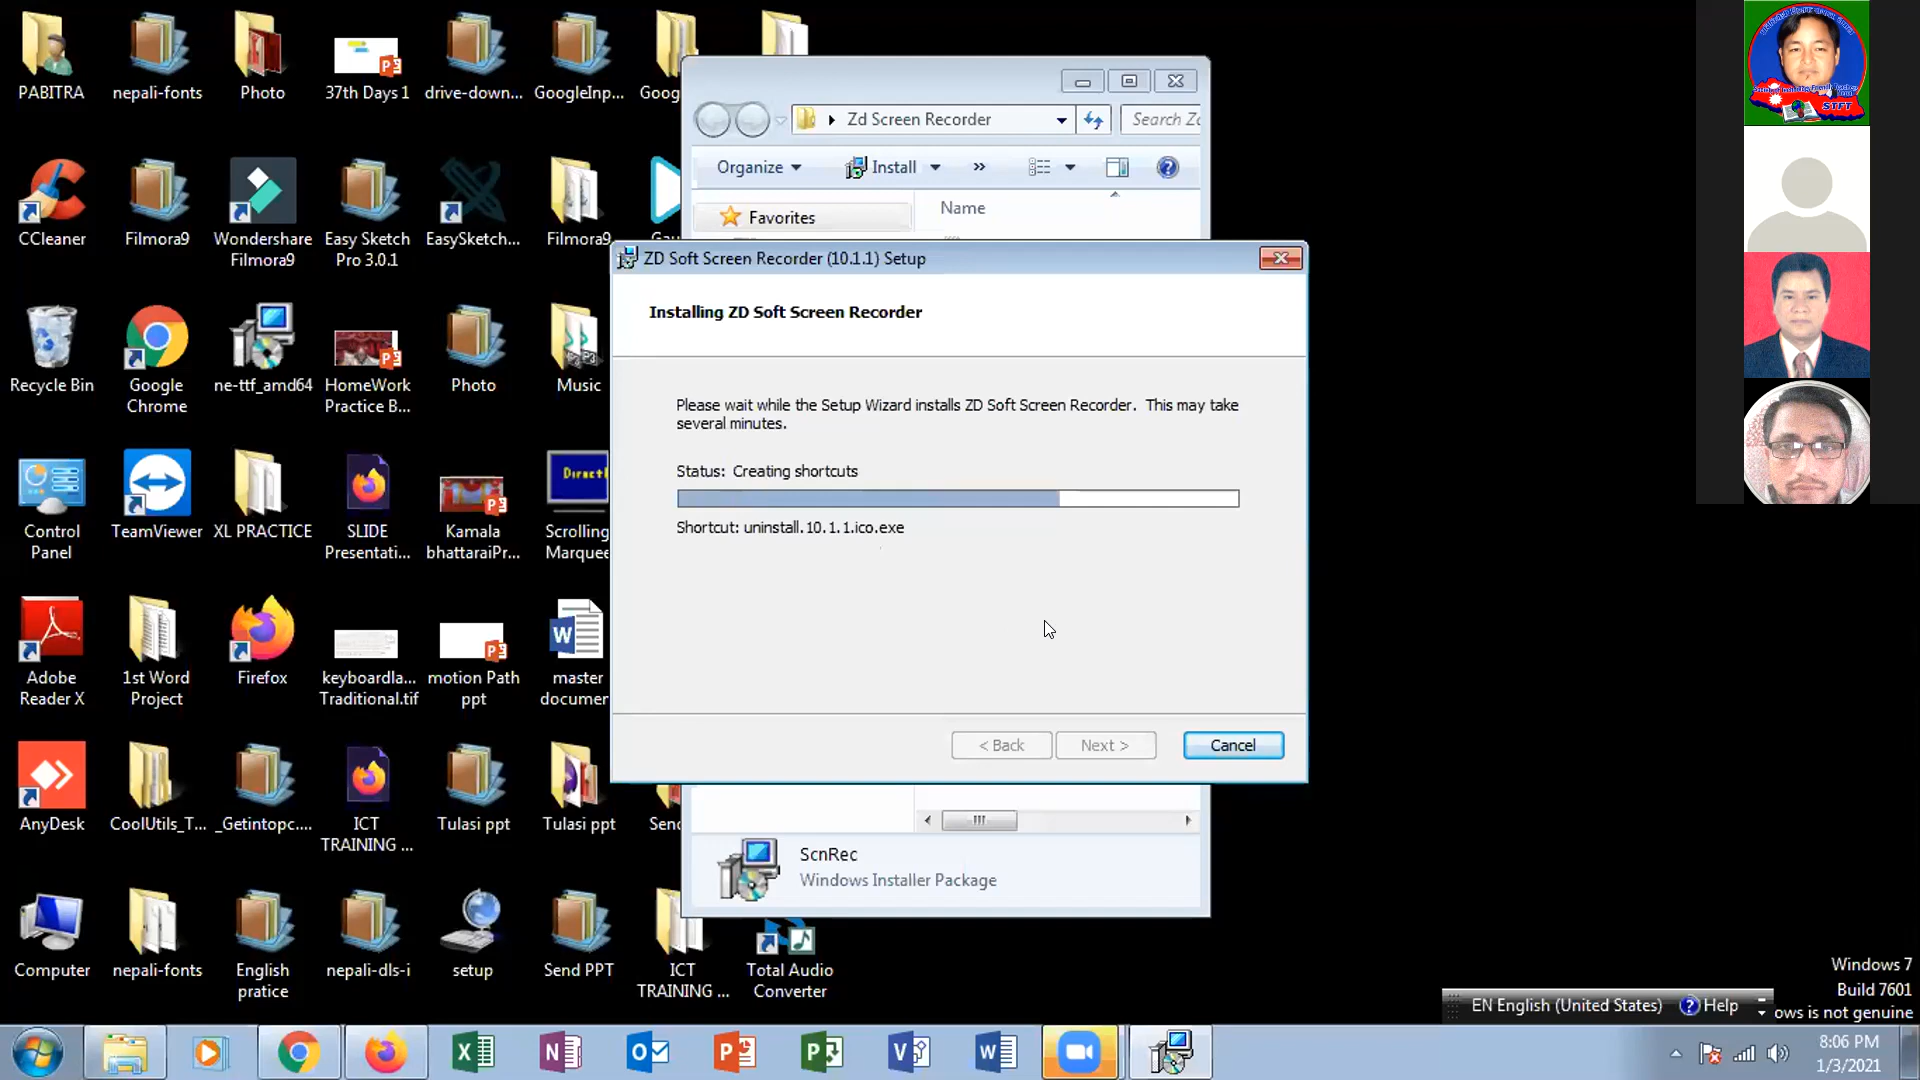 PABITRA
nepali-fonts
Photo
37th Days 1
drive-down...
GoogleInp...
Goog
Zd Screen Recorder
Search Zd
Organize
Install
»
Name
Favorites
CCleaner
Filmora9
Wondershare
Filmora9
Easy Sketch
Pro 3.0.1
EasySketch...
Filmora9
ZD Soft Screen Recorder (10.1.1) Setup
Installing ZD Soft Screen Recorder
Please wait while the Setup Wizard installs ZD Soft Screen Recorder. This may take
several minutes.
Status: Creating shortcuts
Shortcut: uninstall.10.1.1.ico.exe
< Back
Next >
Cancel
Recycle Bin
Google
Chrome
ne-ttf_amd64
HomeWork
Practice B...
Photo
Music
Control
Panel
TeamViewer
XL PRACTICE
SLIDE
Presentati...
Kamala
bhattaraiPr...
Scrolling
Marquee
Adobe
Reader X
1st Word
Project
Firefox
keyboardla...
Traditional.tif
motion Path
ppt
master
documen
AnyDesk
CoolUtils_T...
_Getintopc....
ICT
TRAINING ...
Tulasi ppt
Tulasi ppt
Send
ScnRec
Windows Installer Package
Computer
nepali-fonts
English
pratice
nepali-dls-i
setup
Send PPT
ICT
TRAINING ...
Total Audio
Converter
STFT
Windows 7
Build 7601
ows is not genuine
EN English (United States)
Help
8:06 PM
1/3/2021